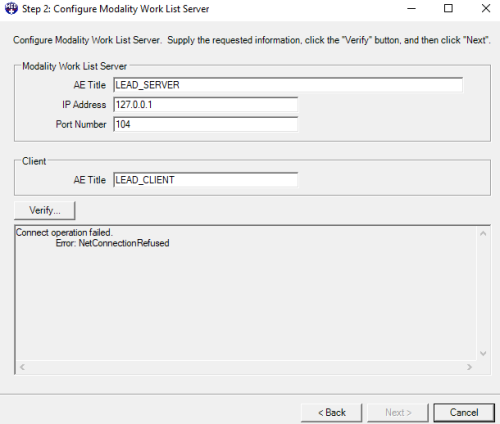 Step 2: Configure Modality Work List Server
Configure Modality Work List Server. Supply the requested information, click the "Verify" button, and then click "Next".
Modality Work List Server
AE Title LEAD_SERVER
IP Address 127.0.0.1
Port Number 104
Client
AE Title LEAD_CLIENT
Verify...
Connect operation failed.
Error: NetConnectionRefused
< Back Next > Cancel